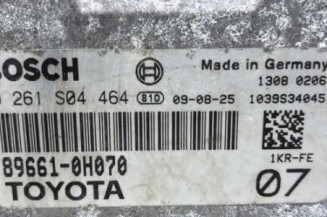 BOSCH Made in Germany
1308 0206
0 261 S04 464 610 09-08-25 1039S34045
89661-0H070 1KR-FE
TOYOTA 07